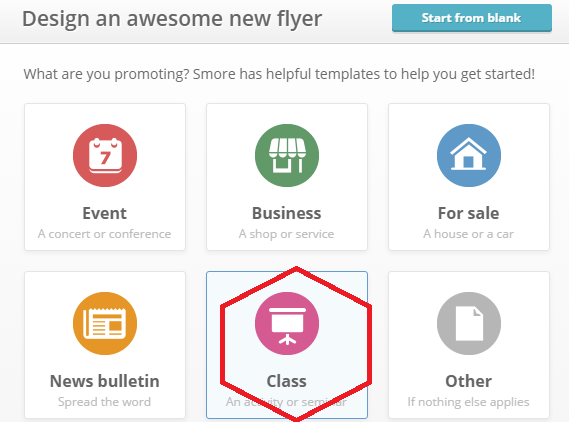 Design an awesome new flyer
Start from blank
What are you promoting? Smore has helpful templates to help you get started!
7
Event
A concert or conference
Business
A shop or service
For sale
A house or a car
News bulletin
Spread the word
Class
An activity or seminar
Other
If nothing else applies